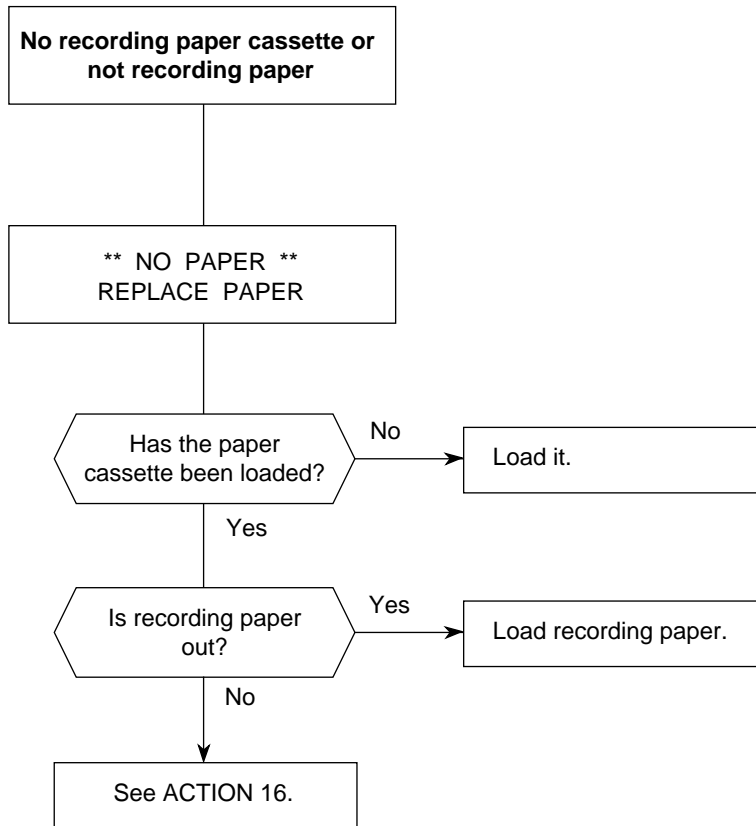 No recording paper cassette or
not recording paper
** NO PAPER **
REPLACE PAPER
Has the paper
cassette been loaded?
No
Load it.
Yes
Is recording paper
out?
Yes
Load recording paper.
No
See ACTION 16.